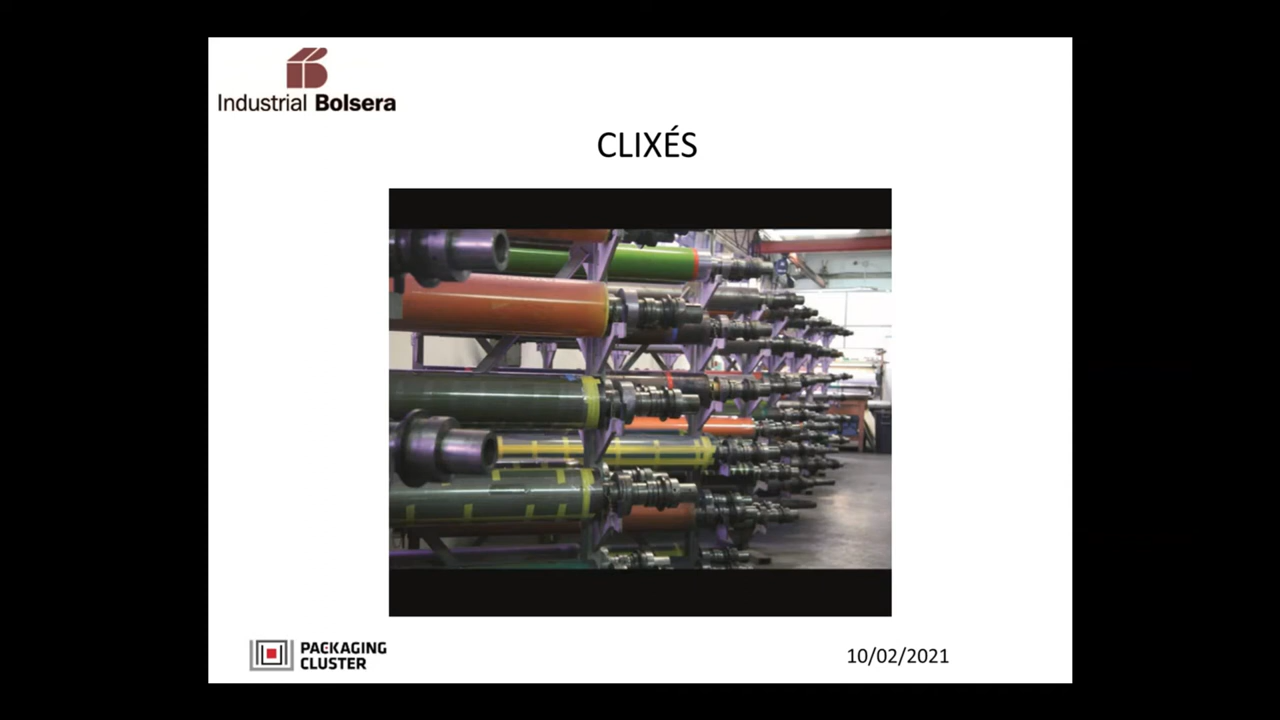 Industrial Bolsera
CLIXÉS
PACKAGING
CLUSTER
10/02/2021